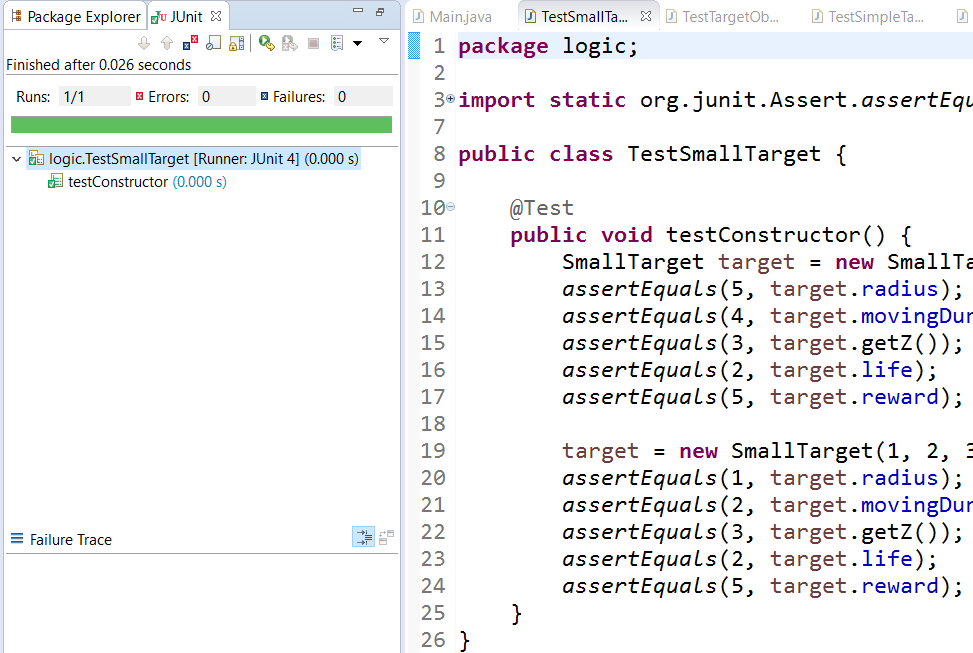 Package Explorer JUnit
Finished after 0.026 seconds
Runs: 1/1 Errors: 0 Failures: 0
logic.TestSmallTarget [Runner: JUnit 4] (0.000 s)
testConstructor (0.000 s)
Failure Trace
Main.java TestSmallTa... TestTargetOb... TestSimpleTa...
1 package logic;
2
3 import static org.junit.Assert.assertEqu
7
8 public class TestSmallTarget {
9
10 @Test
11 public void testConstructor() {
12 SmallTarget target = new SmallTa
13 assertEquals(5, target.radius);
14 assertEquals(4, target.movingDur
15 assertEquals(3, target.getZ());
16 assertEquals(2, target.life);
17 assertEquals(5, target.reward);
18
19 target = new SmallTarget(1, 2, 3
20 assertEquals(1, target.radius);
21 assertEquals(2, target.movingDur
22 assertEquals(3, target.getZ());
23 assertEquals(2, target.life);
24 assertEquals(5, target.reward);
25 }
26 }